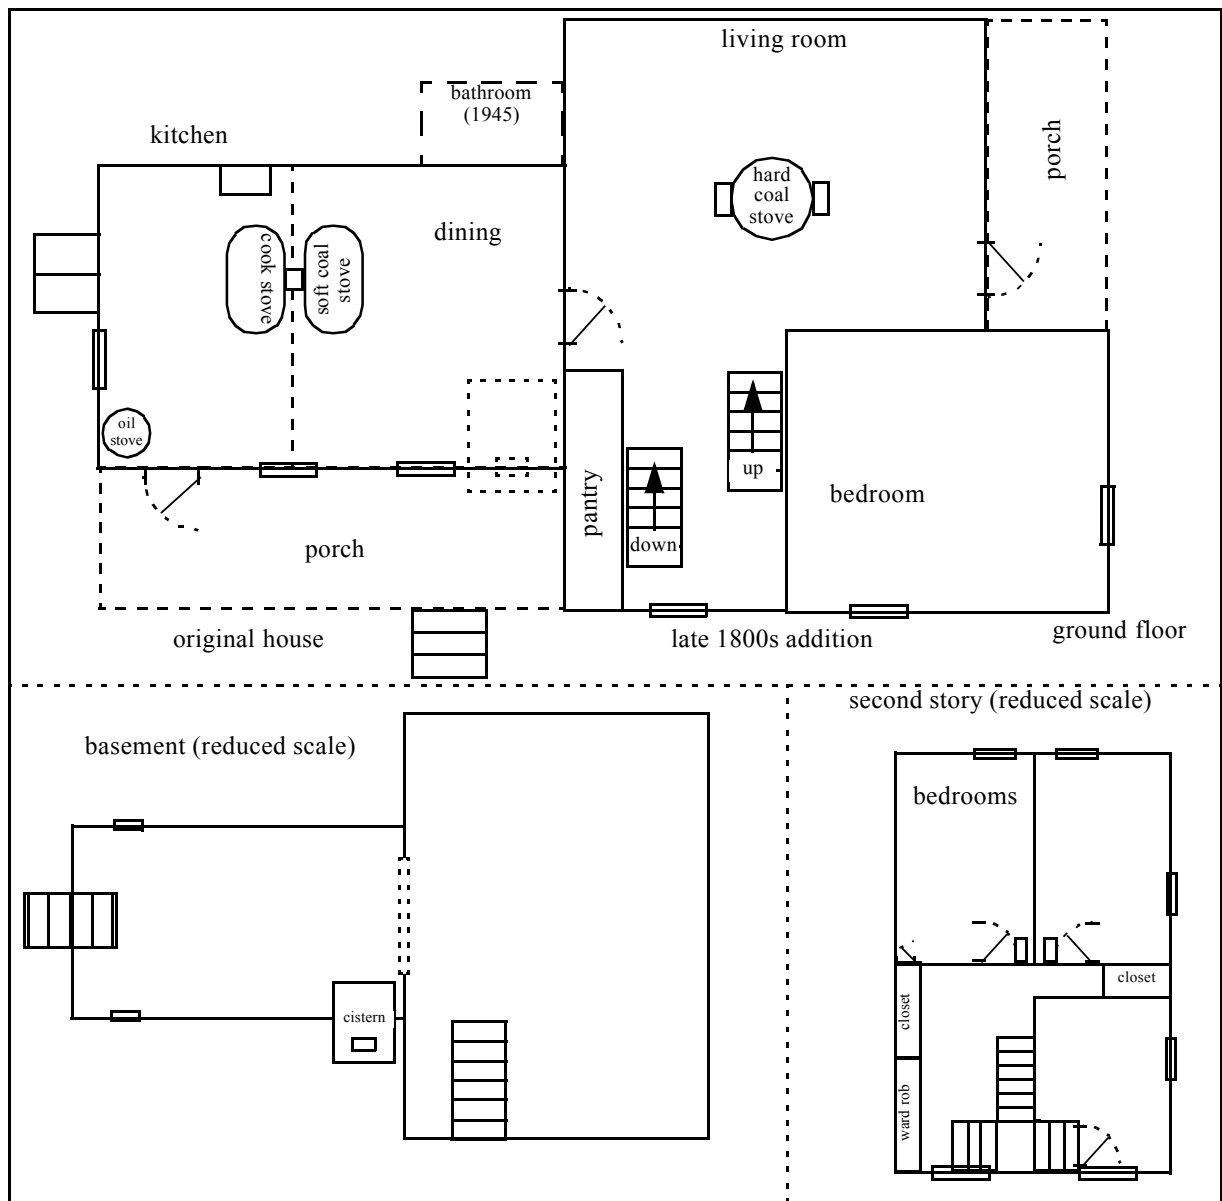 living room
bathroom
(1945)
kitchen
porch
hard
coal
stove
dining
cook stove
soft coal
stove
oil
stove
up
bedroom
pantry
down
porch
original house
late 1800s addition
ground floor
second story (reduced scale)
basement (reduced scale)
bedrooms
closet
closet
cistern
ward rob